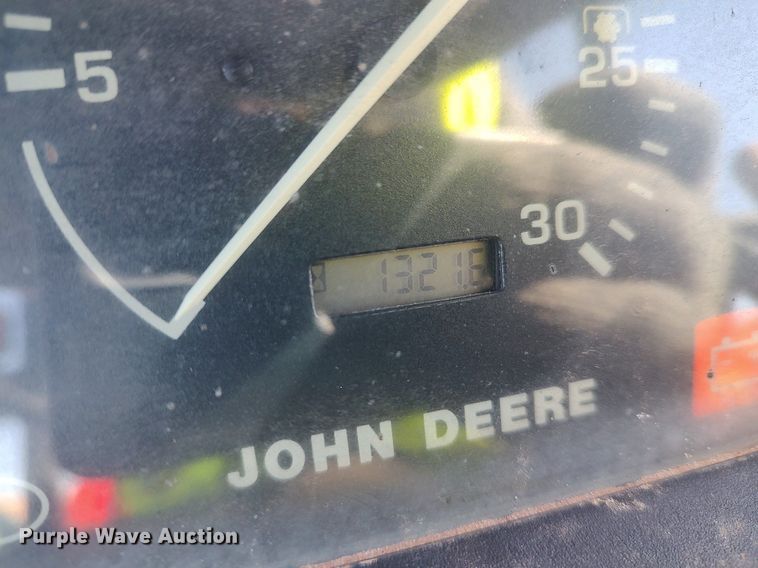 5
25
30
1321.6
JOHN DEERE
Purple Wave Auction